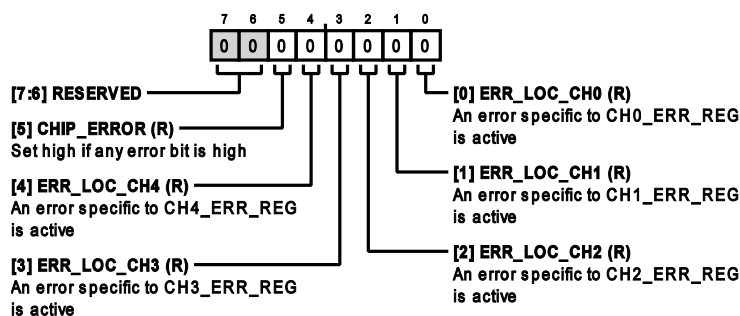 7 6 5 4 3 2 1 0
0 0 0 0 0 0 0 0
[7:6] RESERVED
[5] CHIP_ERROR (R)
Set high if any error bit is high
[4] ERR_LOC_CH4 (R)
An error specific to CH4_ERR_REG
is active
[3] ERR_LOC_CH3 (R)
An error specific to CH3_ERR_REG
is active
[0] ERR_LOC_CH0 (R)
An error specific to CH0_ERR_REG
is active
[1] ERR_LOC_CH1 (R)
An error specific to CH1_ERR_REG
is active
[2] ERR_LOC_CH2 (R)
An error specific to CH2_ERR_REG
is active